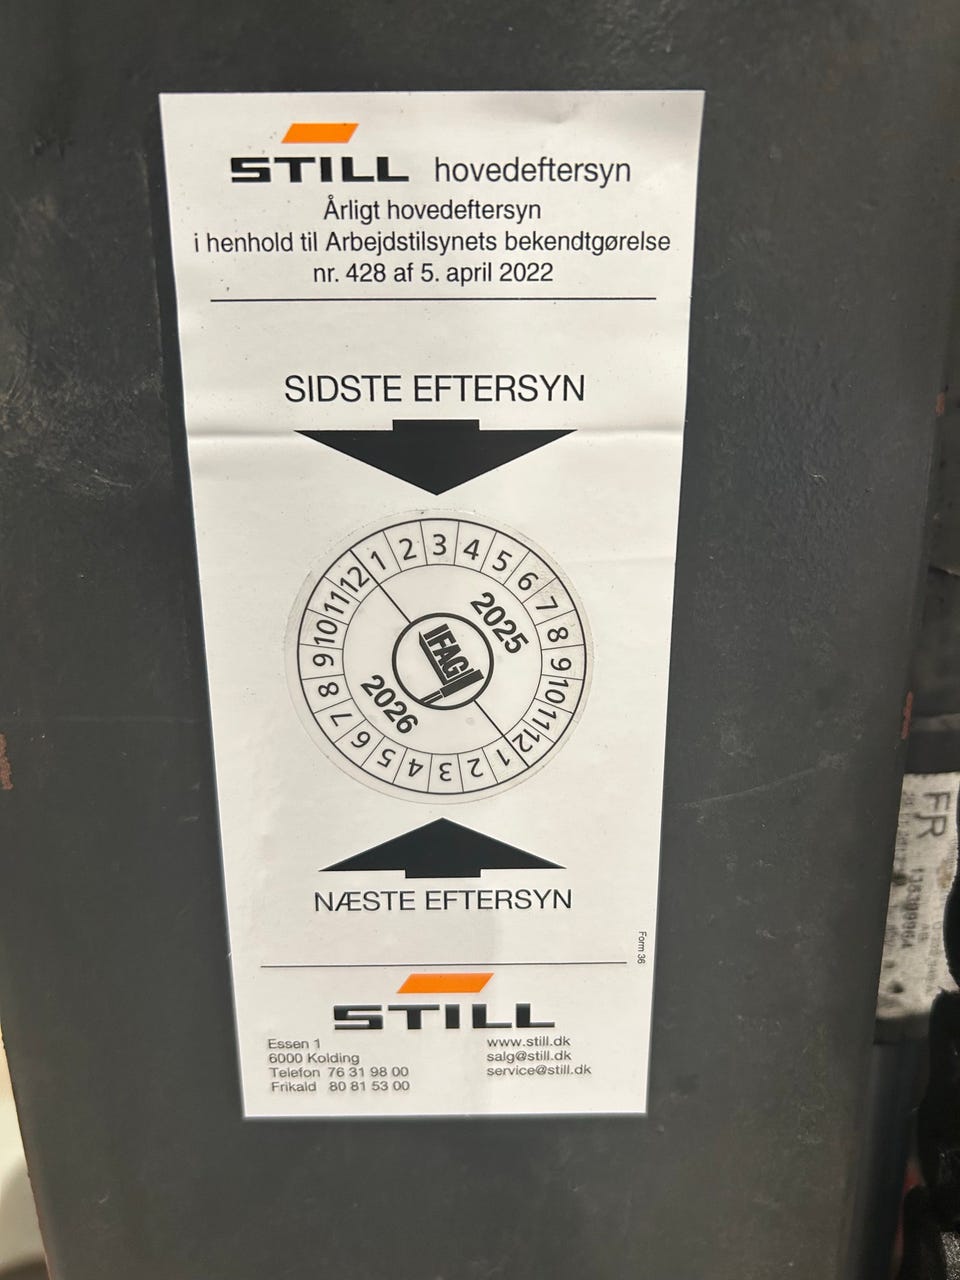 STILL hovedeftersyn
Årligt hovedeftersyn
i henhold til Arbejdstilsynets bekendtgørelse
nr. 428 af 5. april 2022
SIDSTE EFTERSYN
1 2 3 4 5 6 7 8 9 10 11 12
2025
IFAG
2026
1 2 3 4 5 6 7 8 9 10 11 12
NÆSTE EFTERSYN
Form 36
STILL
Essen 1
6000 Kolding
Telefon 76 31 98 00
Frikald 80 81 53 00
www.still.dk
salg@still.dk
service@still.dk
FR